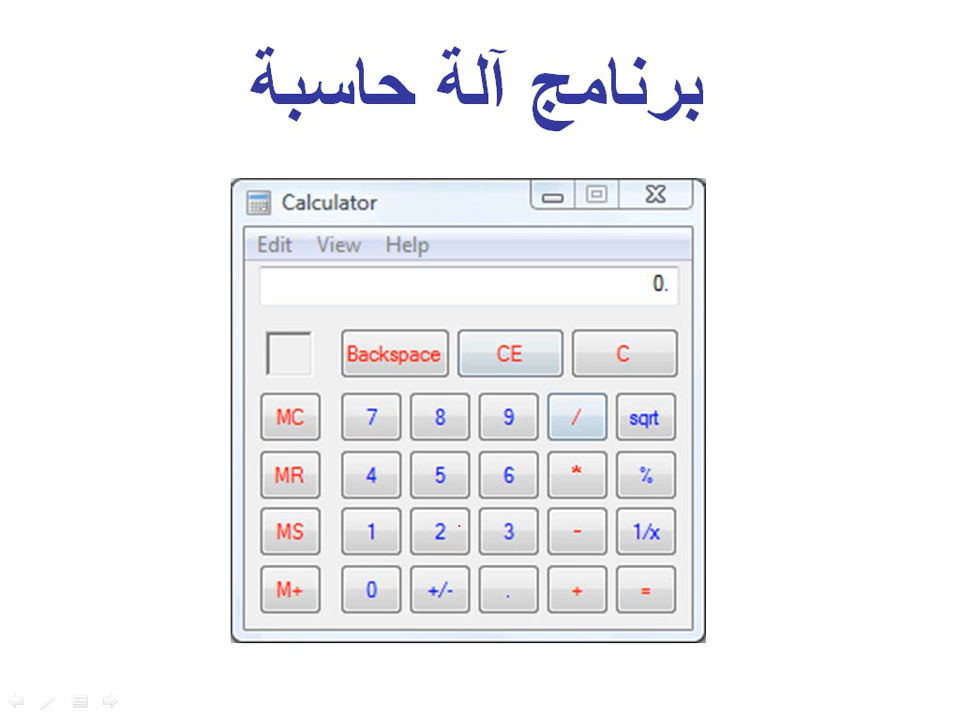 برنامج آلة حاسبة
Calculator
Edit View Help
0.
Backspace CE C
MC 7 8 9 / sqrt
MR 4 5 6 * %
MS 1 2 3 - 1/x
M+ 0 +/- . + =